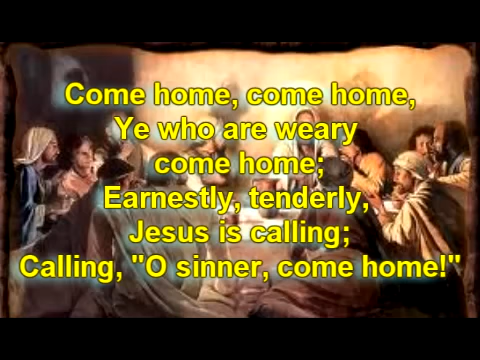 Come home, come home,
Ye who are weary
come home;
Earnestly, tenderly,
Jesus is calling;
Calling, "O sinner, come home!"